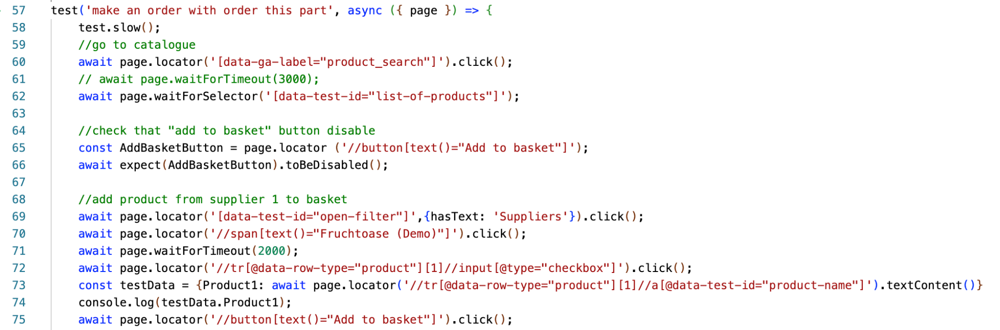 57 test('make an order with order this part', async ({ page }) => {
58 test.slow();
59 //go to catalogue
60 await page.locator('[data-ga-label="product_search"]').click();
61 // await page.waitForTimeout(3000);
62 await page.waitForSelector('[data-test-id="list-of-products"]');
63
64 //check that "add to basket" button disable
65 const AddBasketButton = page.locator ('//button[text()="Add to basket"]');
66 await expect(AddBasketButton).toBeDisabled();
67
68 //add product from supplier 1 to basket
69 await page.locator('[data-test-id="open-filter"]',{hasText: 'Suppliers'}).click();
70 await page.locator('//span[text()="Fruchtoase (Demo)"]').click();
71 await page.waitForTimeout(2000);
72 await page.locator('//tr[@data-row-type="product"][1]//input[@type="checkbox"]').click();
73 const testData = {Product1: await page.locator('//tr[@data-row-type="product"][1]//a[@data-test-id="product-name"]').textContent()}
74 console.log(testData.Product1);
75 await page.locator('//button[text()="Add to basket"]').click();